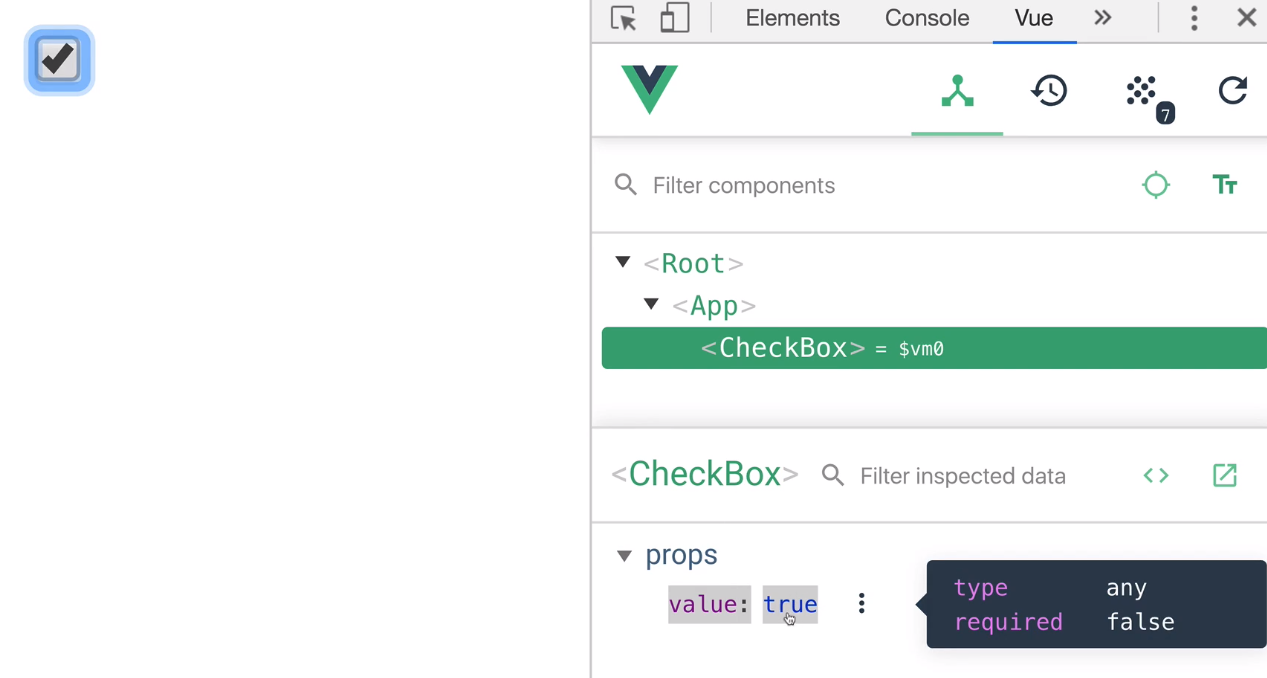 Elements Console Vue
7
Filter components
<Root>
<App>
<CheckBox> = $vm0
<CheckBox> Filter inspected data
props
value: true
type any
required false